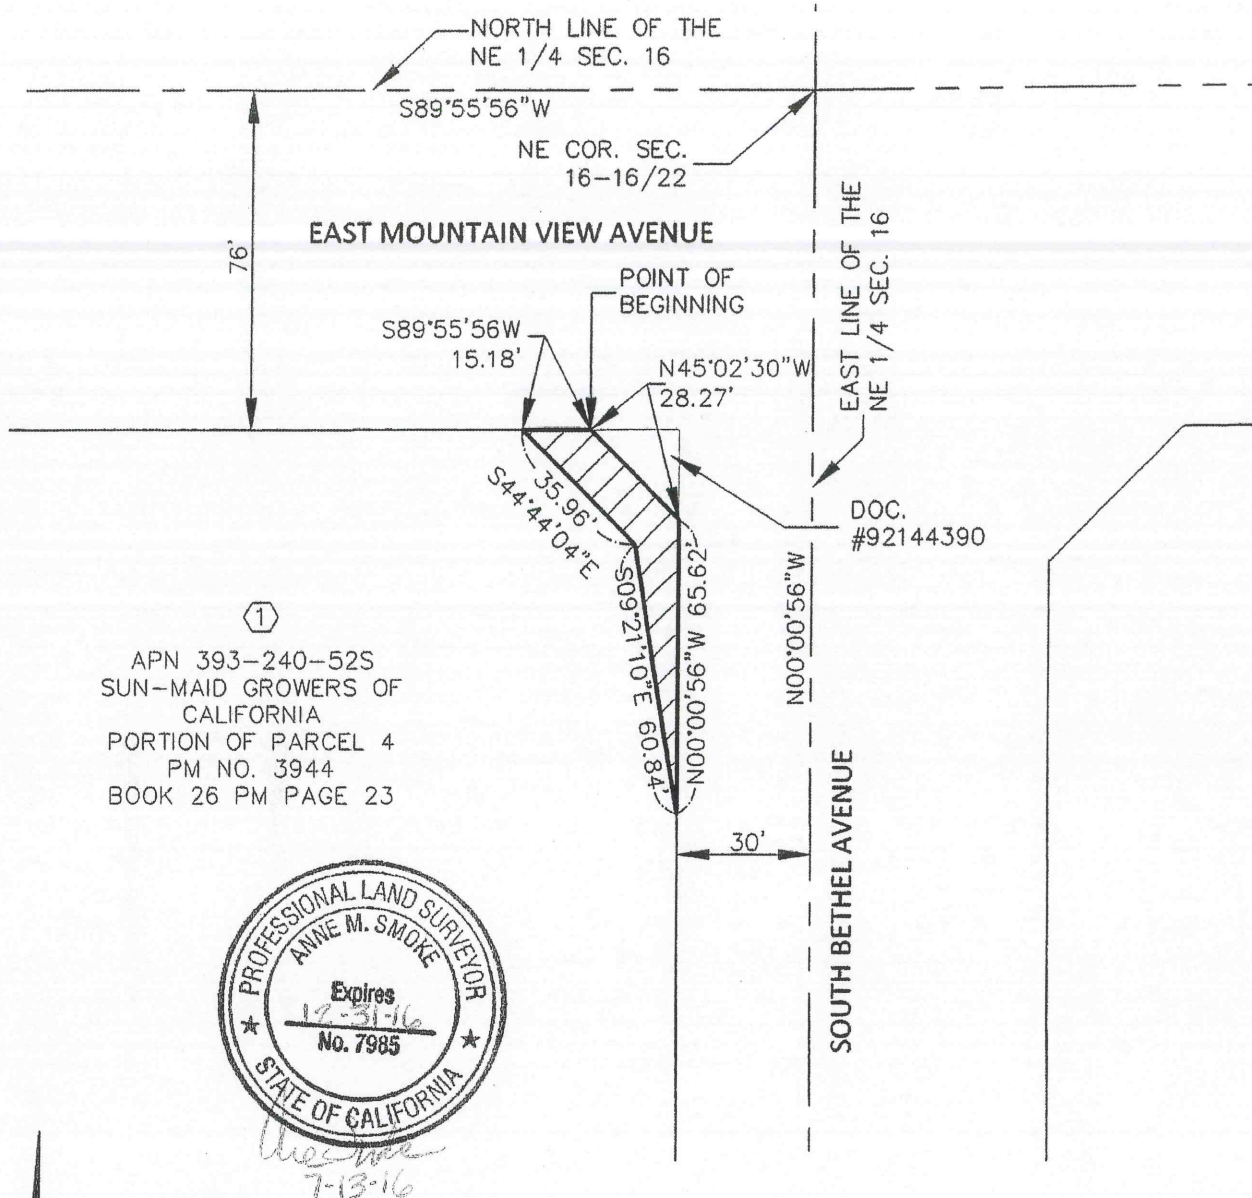 NORTH LINE OF THE
NE 1/4 SEC. 16
S89°55'56"W
NE COR. SEC.
16-16/22
EAST LINE OF THE
NE 1/4 SEC. 16
76'
EAST MOUNTAIN VIEW AVENUE
POINT OF
BEGINNING
S89°55'56W
15.18'
N45°02'30"W
28.27'
35.96'
S44°44'04"E
DOC.
#92144390
S09°21'10"E 60.84'
N00°00'56"W 65.62'
N00°00'56"W
1
APN 393-240-52S
SUN-MAID GROWERS OF
CALIFORNIA
PORTION OF PARCEL 4
PM NO. 3944
BOOK 26 PM PAGE 23
30'
SOUTH BETHEL AVENUE
PROFESSIONAL LAND SURVEYOR
ANNE M. SMOKE
Expires
12-31-16
No. 7985
STATE OF CALIFORNIA
7-13-16